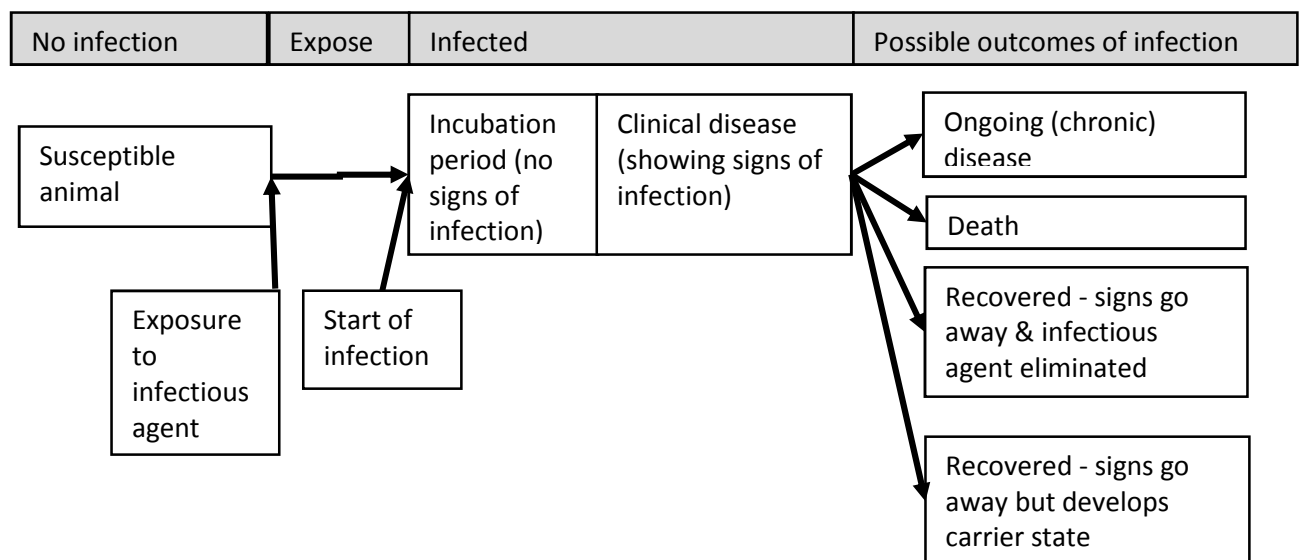 No infection Expose Infected Possible outcomes of infection
Susceptible
animal
Exposure
to
infectious
agent
Start of
infection
Incubation
period (no
signs of
infection)
Clinical disease
(showing signs of
infection)
Ongoing (chronic)
disease
Death
Recovered - signs go
away & infectious
agent eliminated
Recovered - signs go
away but develops
carrier state